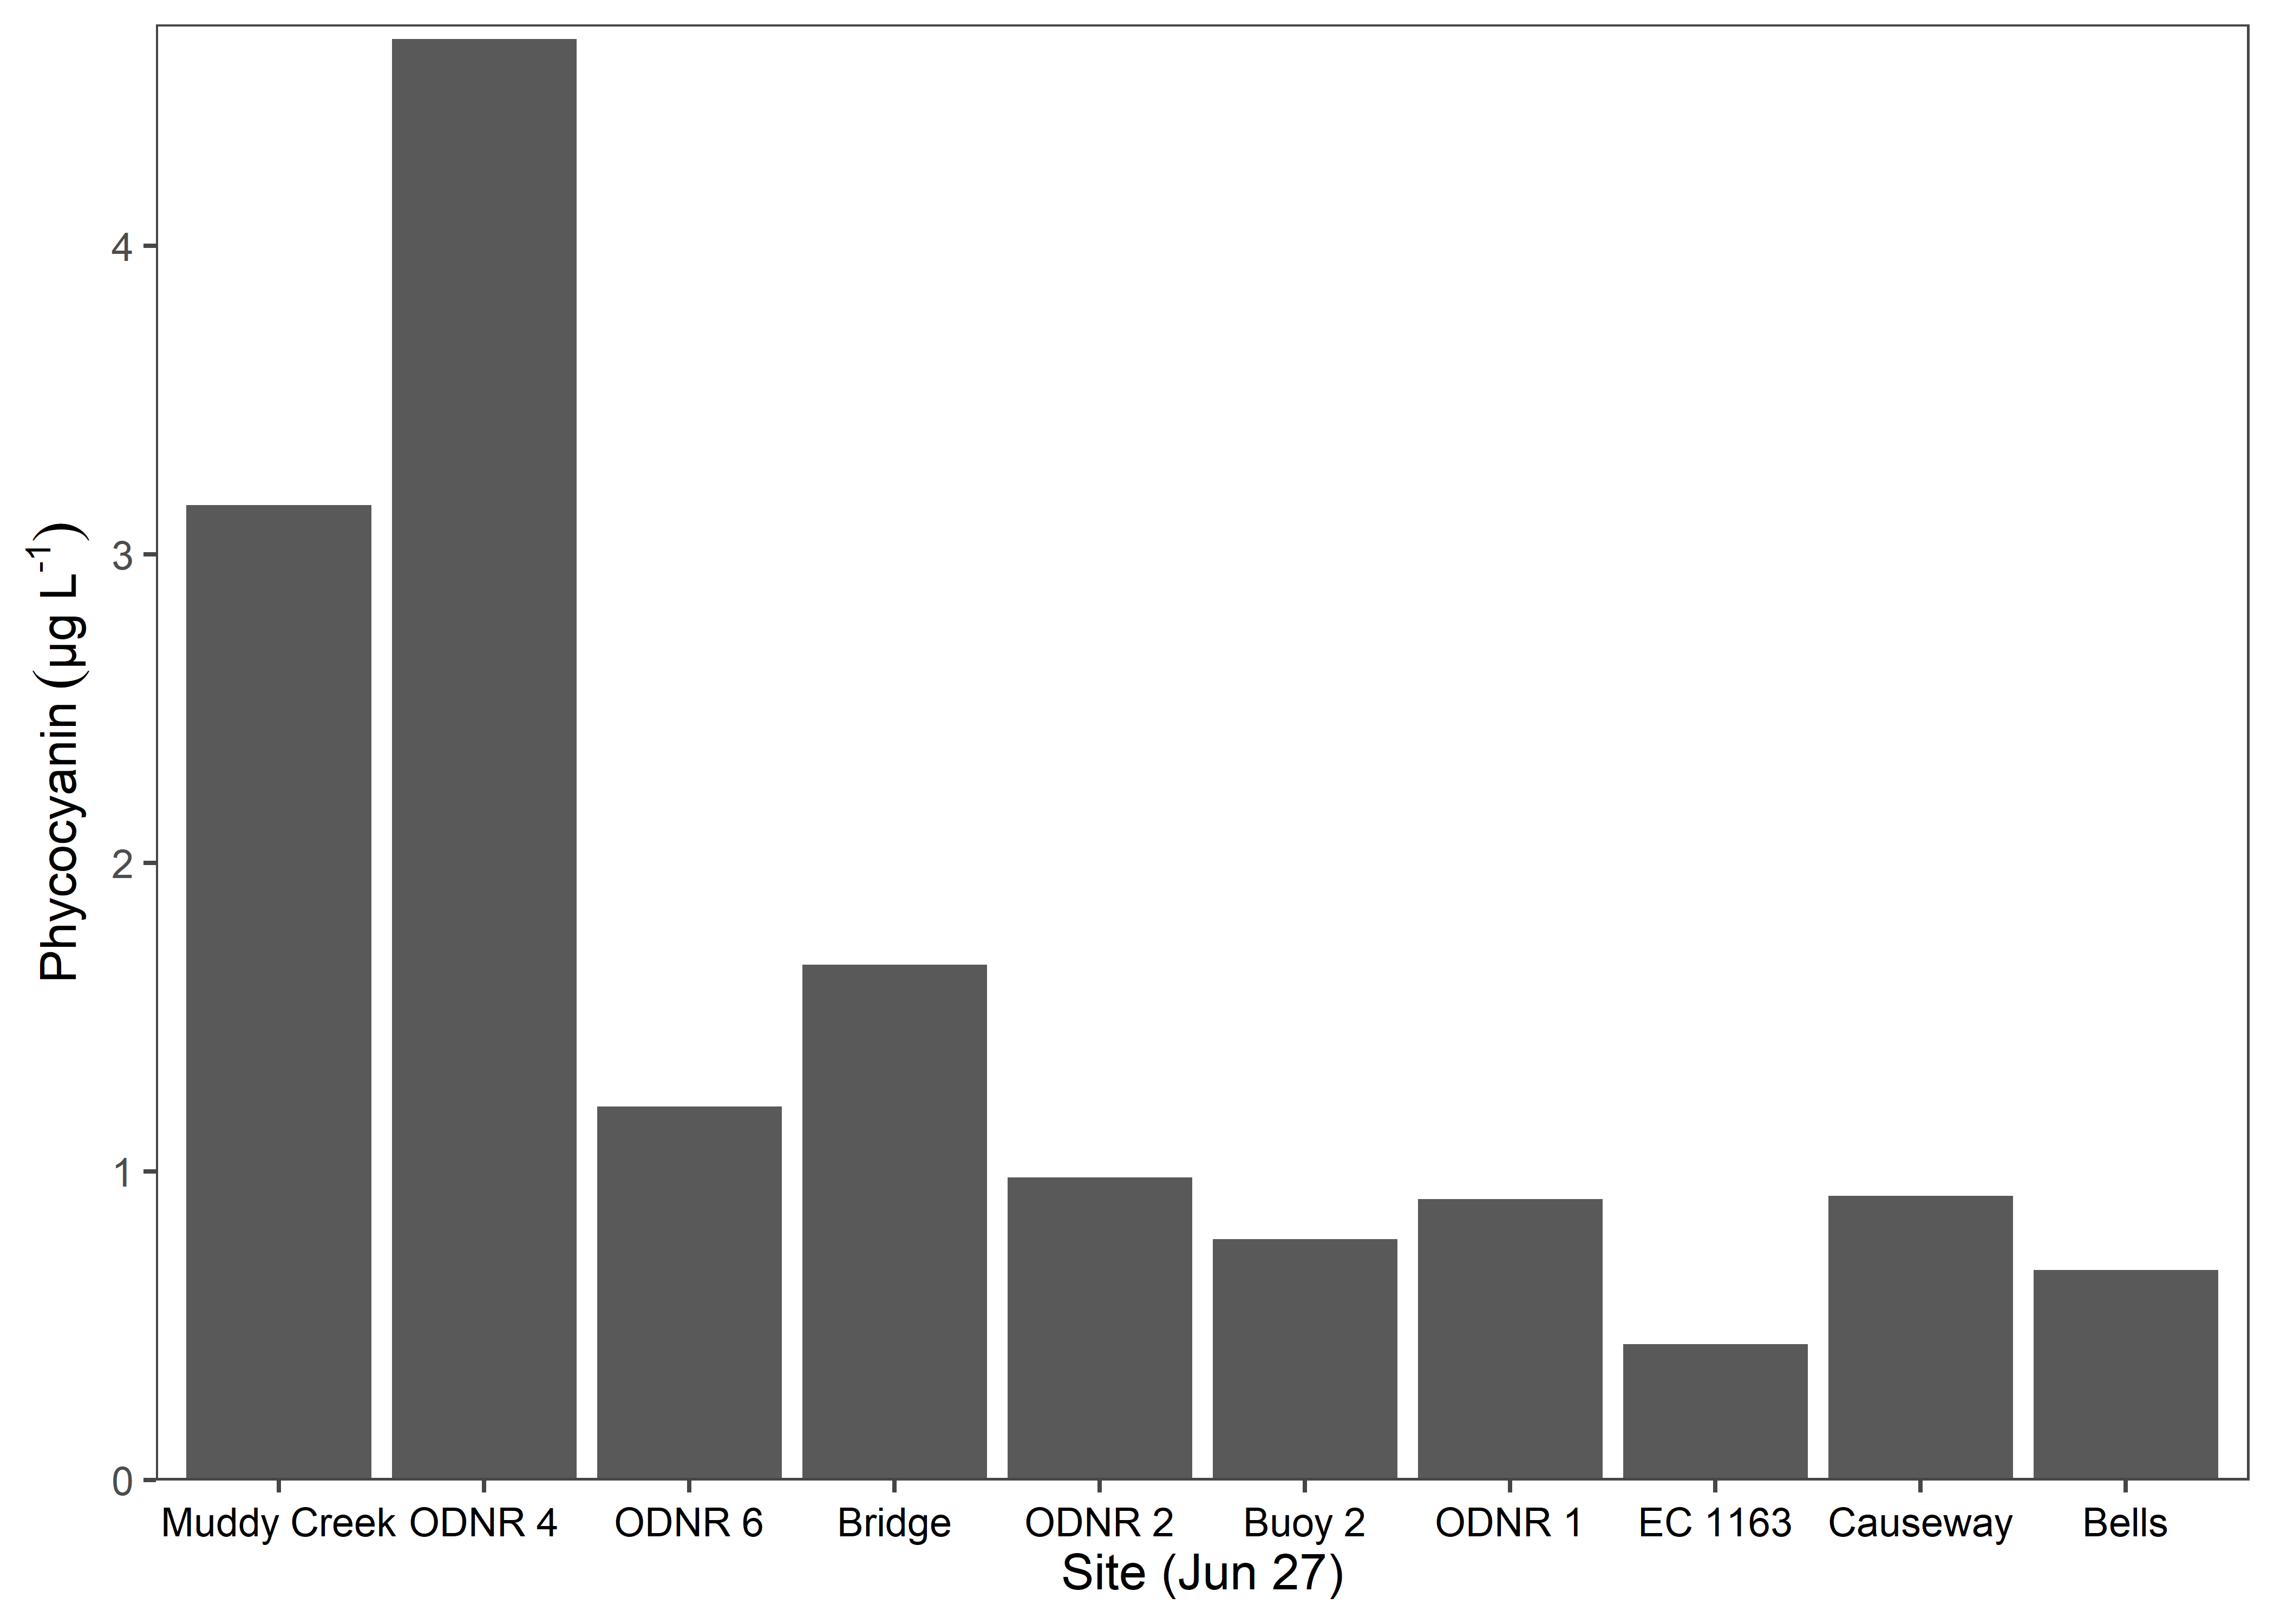 Phycocyanin (µg L⁻¹)
4
3
2
1
0
Muddy Creek ODNR 4 ODNR 6 Bridge ODNR 2 Buoy 2 ODNR 1 EC 1163 Causeway Bells
Site (Jun 27)